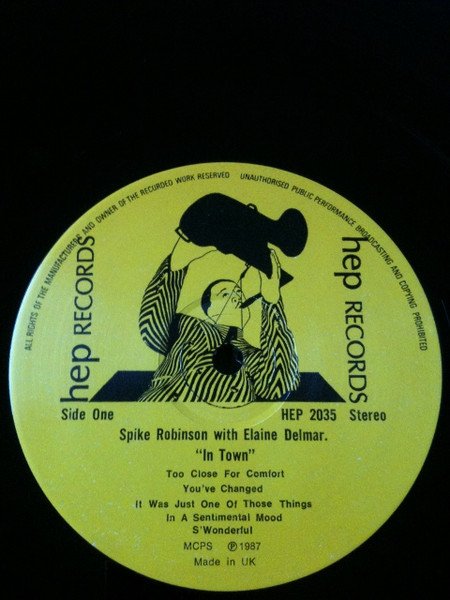 ALL RIGHTS OF THE MANUFACTURER AND OWNER OF THE RECORDED WORK RESERVED
UNAUTHORISED PUBLIC PERFORMANCE BROADCASTING AND COPYING PROHIBITED
hep RECORDS
hep RECORDS
Side One
HEP 2035 Stereo
Spike Robinson with Elaine Delmar.
"In Town"
Too Close For Comfort
You've Changed
It Was Just One Of Those Things
In A Sentimental Mood
S'Wonderful
MCPS ℗ 1987
Made in UK